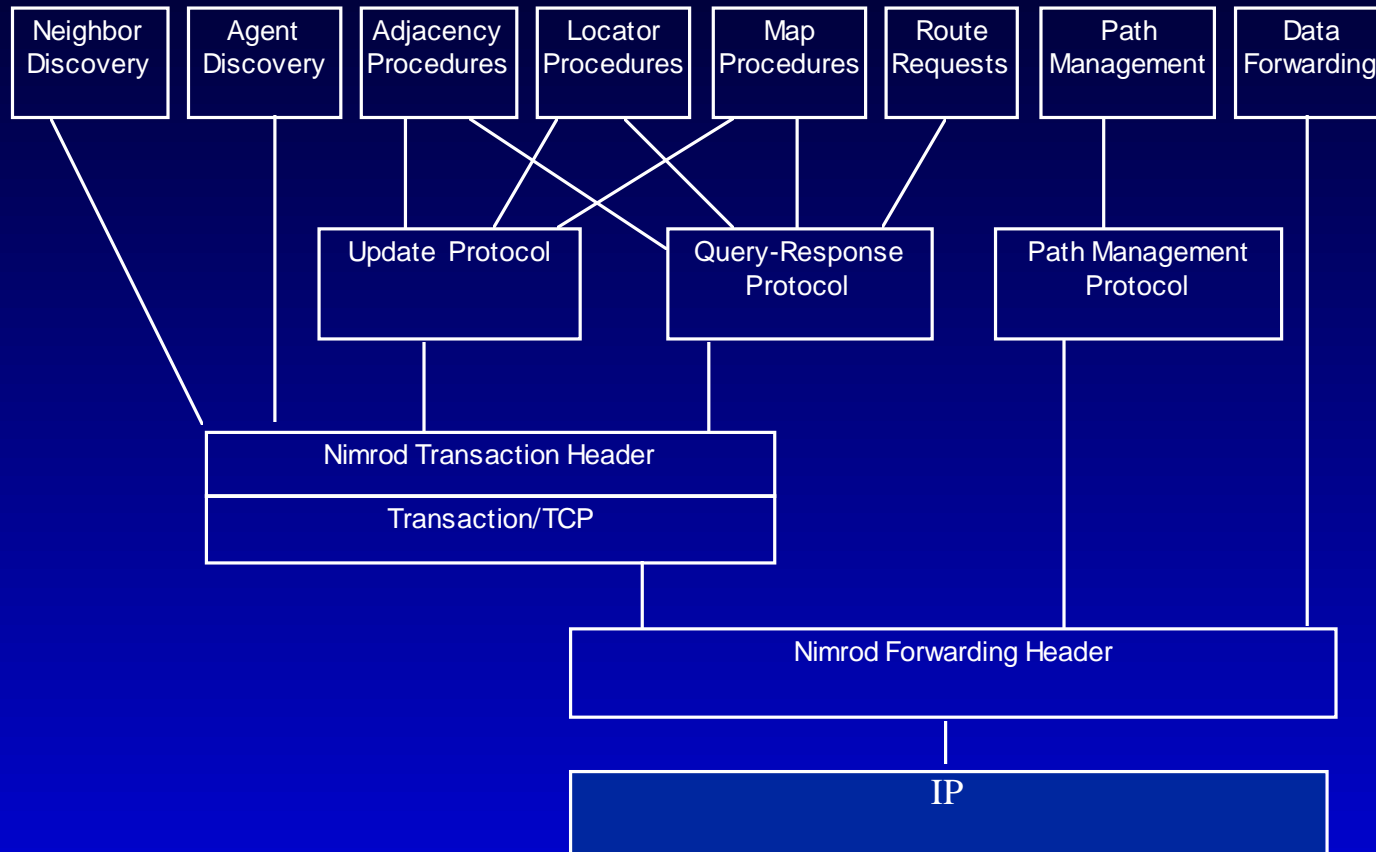 Neighbor
Discovery
Agent
Discovery
Adjacency
Procedures
Locator
Procedures
Map
Procedures
Route
Requests
Path
Management
Data
Forwarding
Update Protocol
Query-Response
Protocol
Path Management
Protocol
Nimrod Transaction Header
Transaction/TCP
Nimrod Forwarding Header
IP